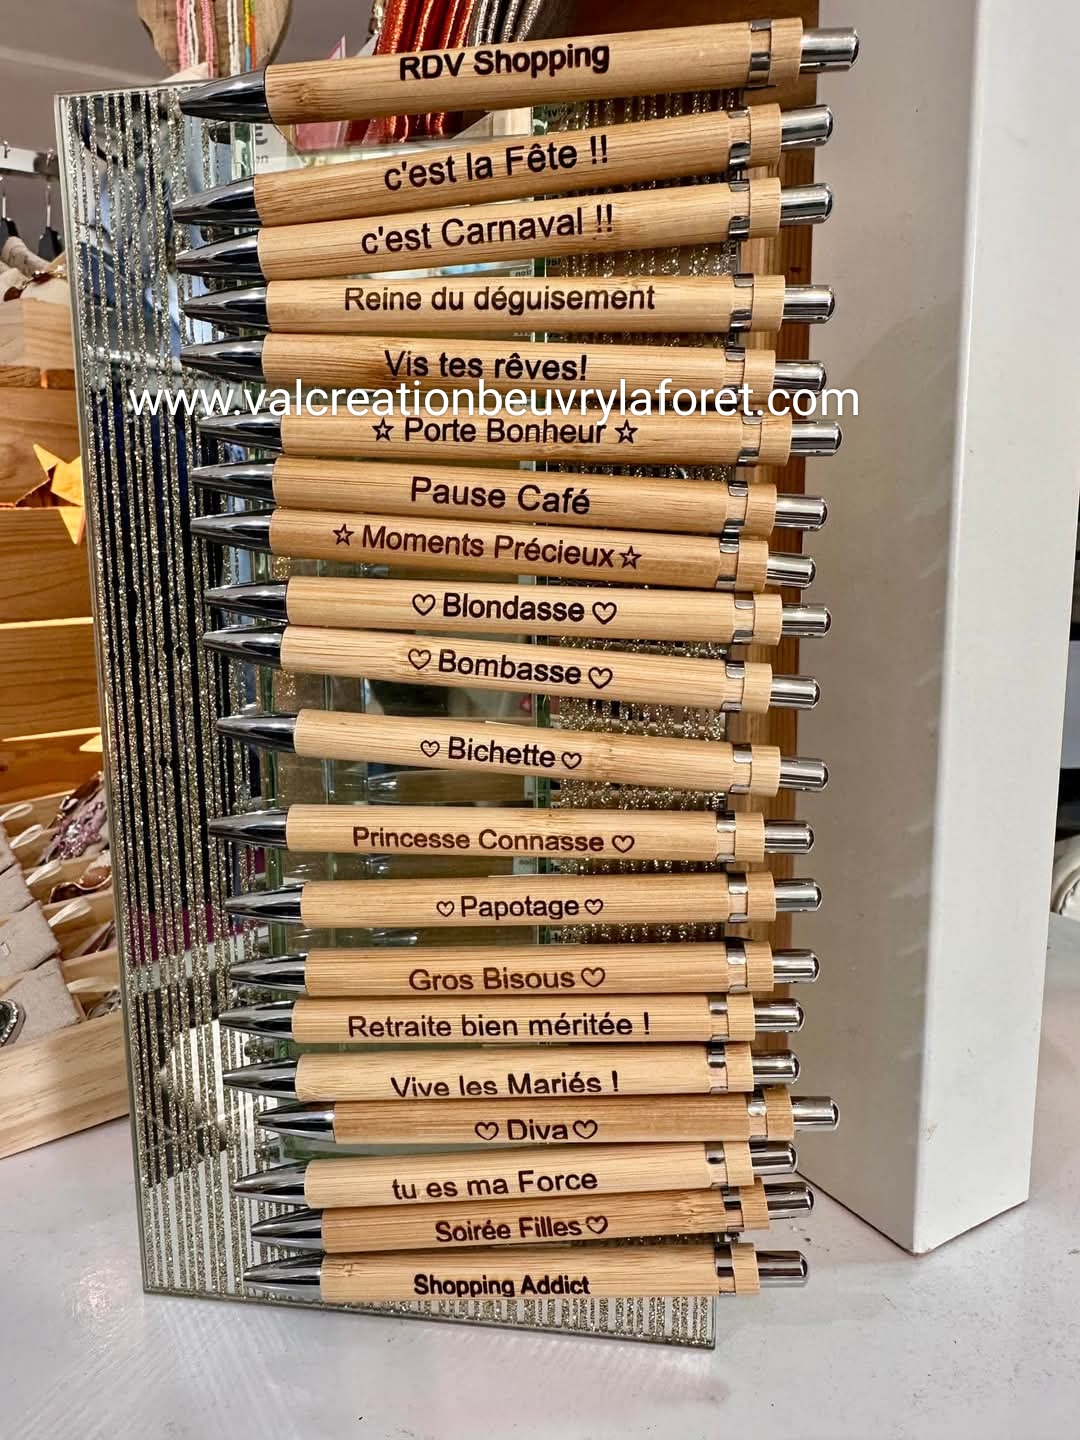 RDV Shopping
c'est la Fête !!
c'est Carnaval !!
Reine du déguisement
Vis tes rêves!
www.valcreationbeuvrylaforet.com
☆ Porte Bonheur ☆
Pause Café
☆ Moments Précieux ☆
♡ Blondasse ♡
♡ Bombasse ♡
♡ Bichette ♡
Princesse Connasse ♡
♡ Papotage ♡
Gros Bisous ♡
Retraite bien méritée !
Vive les Mariés !
♡ Diva ♡
tu es ma Force
Soirée Filles ♡
Shopping Addict